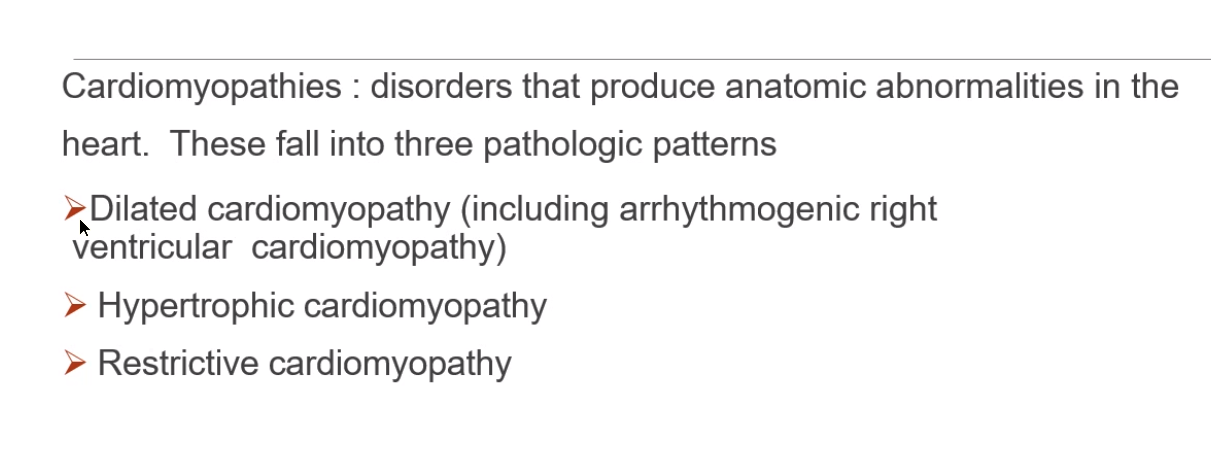 Cardiomyopathies : disorders that produce anatomic abnormalities in the
heart.  These fall into three pathologic patterns
➢Dilated cardiomyopathy (including arrhythmogenic right
ventricular  cardiomyopathy)
➢ Hypertrophic cardiomyopathy
➢ Restrictive cardiomyopathy